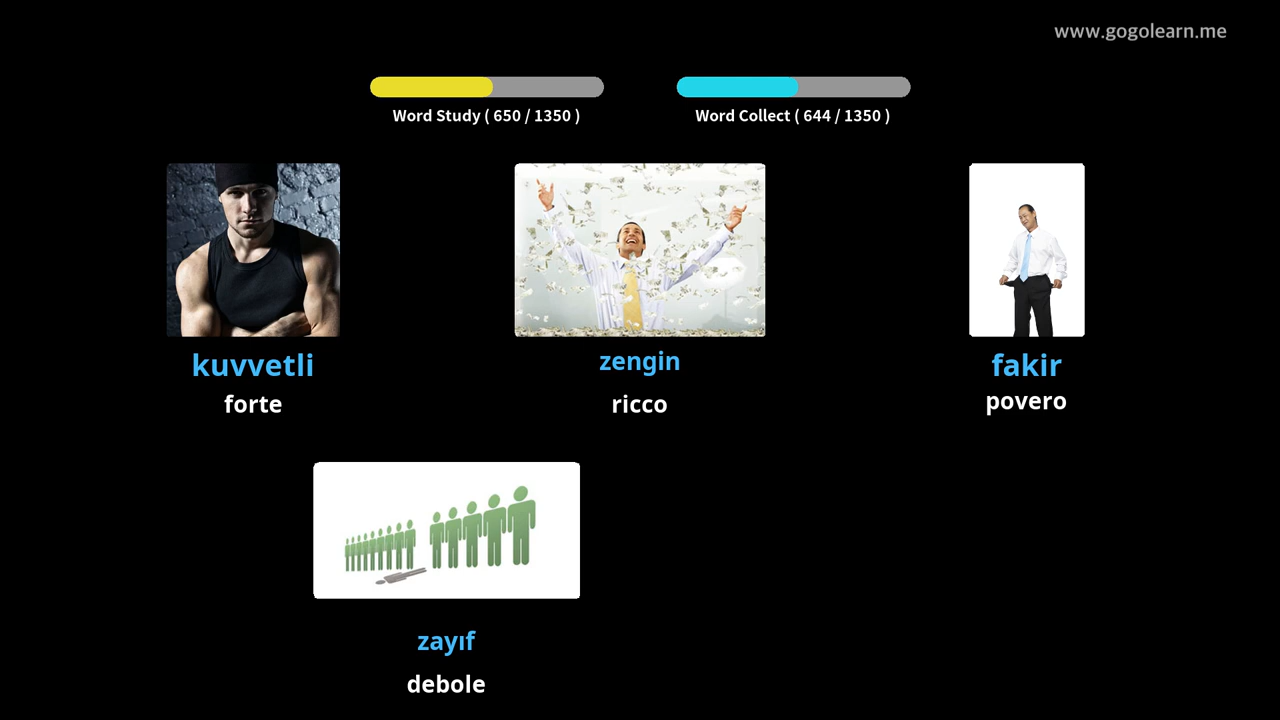 www.gogolearn.me
Word Study ( 650 / 1350 )
Word Collect ( 644 / 1350 )
kuvvetli
forte
zengin
ricco
fakir
povero
zayıf
debole